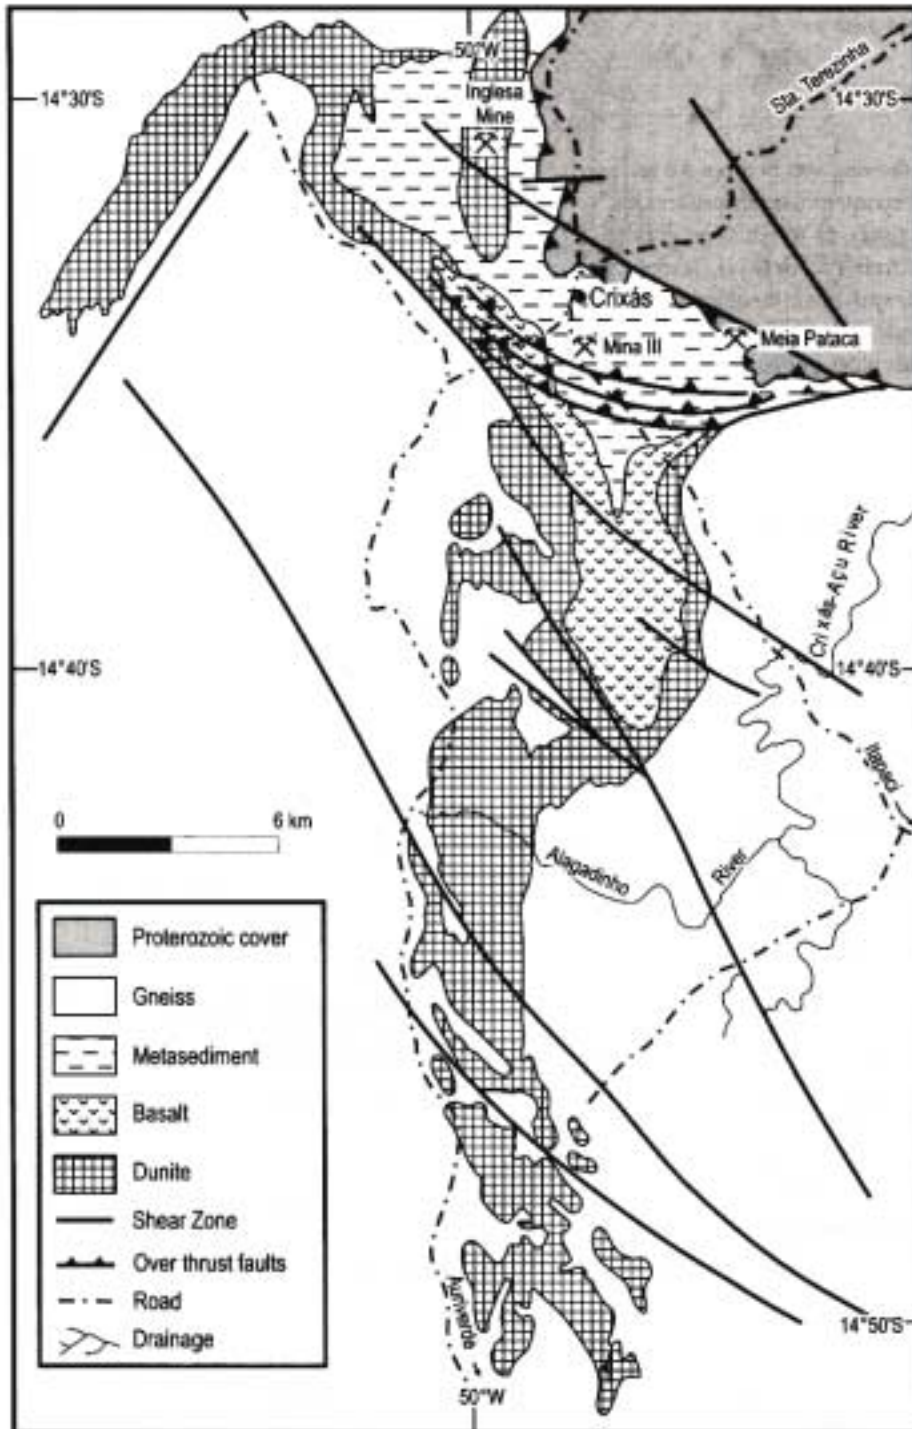 50°W
14°30'S
Inglesa
Mine
Sta. Terezinha
14°30'S
Crixás
Mina III
Meia Pataca
Crixás-Açu River
14°40'S
14°40'S
Itapaci
0
6 km
Alagadinho
River
Proterozoic cover
Gneiss
Metasediment
Basalt
Dunite
Shear Zone
Over thrust faults
Road
Drainage
Auriverde
14°50'S
50°W